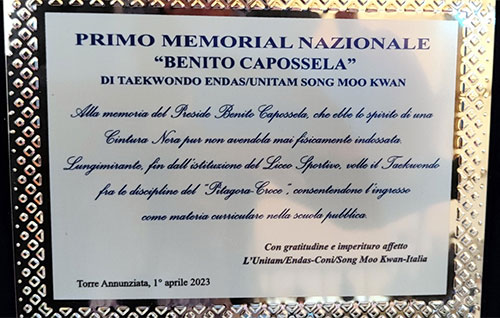 PRIMO MEMORIAL NAZIONALE
“BENITO CAPOSSELA”
DI TAEKWONDO ENDAS/UNITAM SONG MOO KWAN
Alla memoria del Preside Benito Capossela, che ebbe lo spirito di una
Cintura Nera pur non avendola mai fisicamente indossata.
Lungimirante, fin dall'istituzione del Liceo Sportivo, volle il Taekwondo
fra le discipline del “Pitagora-Croce”, consentendone l'ingresso
come materia curriculare nella scuola pubblica.
Con gratitudine e imperituro affetto
L'Unitam/Endas-Coni/Song Moo Kwan-Italia
Torre Annunziata, 1° aprile 2023